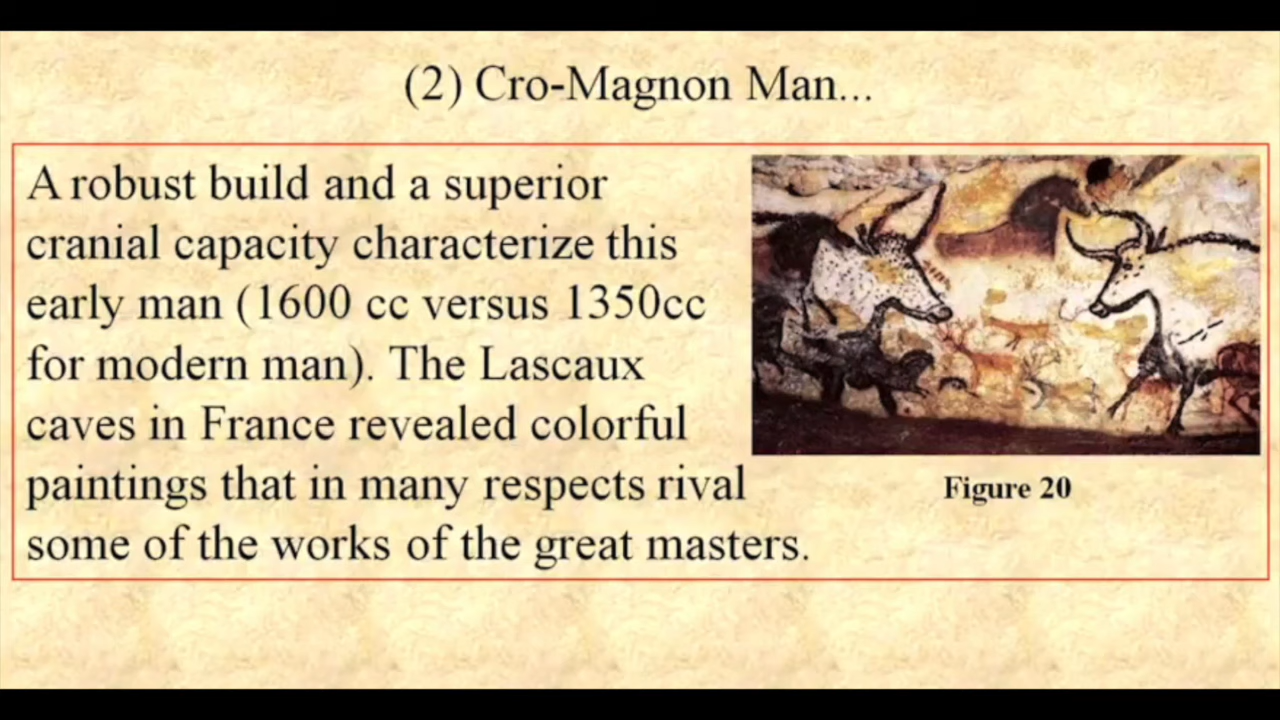 (2) Cro-Magnon Man...
A robust build and a superior
cranial capacity characterize this
early man (1600 cc versus 1350cc
for modern man). The Lascaux
caves in France revealed colorful
paintings that in many respects rival
some of the works of the great masters.
Figure 20